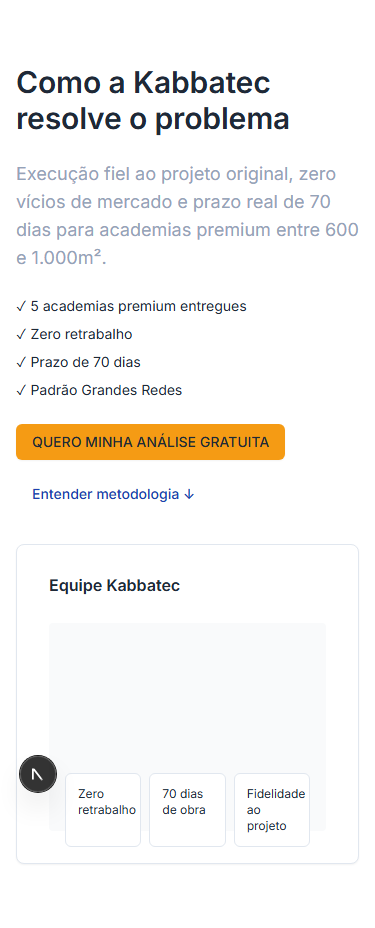 Como a Kabbatec
resolve o problema
Execução fiel ao projeto original, zero
vícios de mercado e prazo real de 70
dias para academias premium entre 600
e 1.000m².
✓ 5 academias premium entregues
✓ Zero retrabalho
✓ Prazo de 70 dias
✓ Padrão Grandes Redes
QUERO MINHA ANÁLISE GRATUITA
Entender metodologia ↓
Equipe Kabbatec
Zero
retrabalho
70 dias
de obra
Fidelidade
ao
projeto